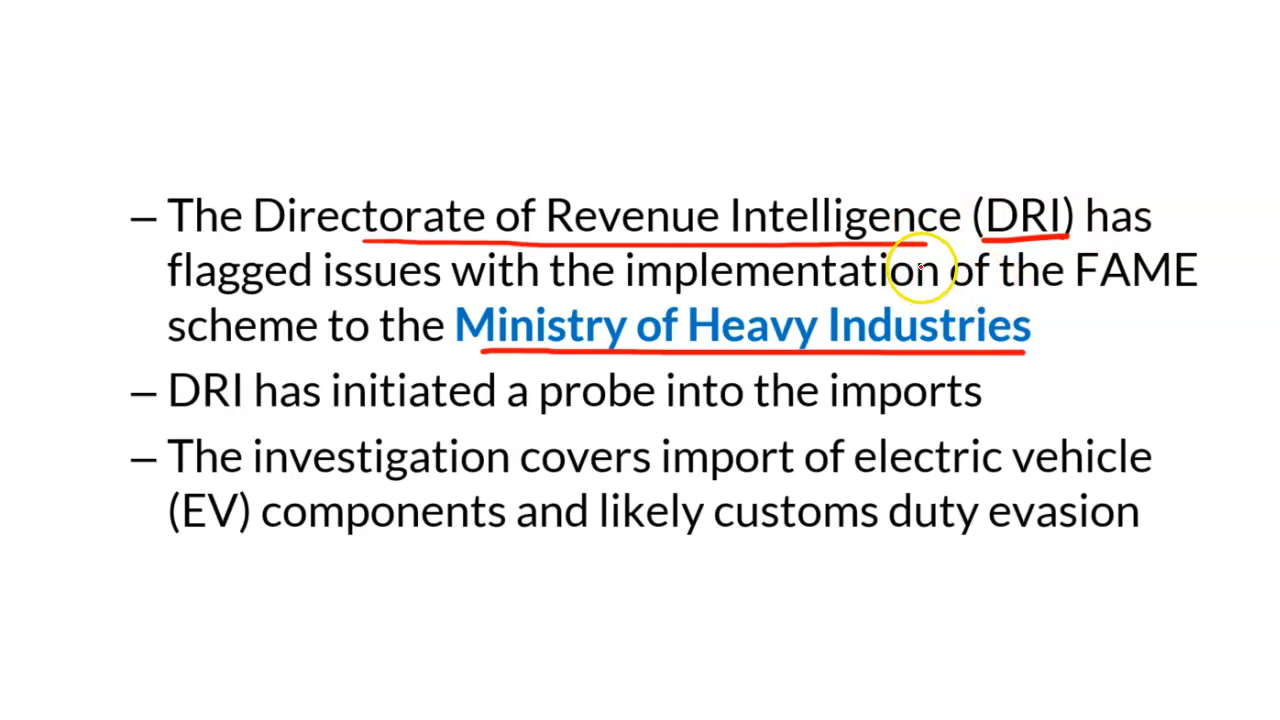 – The Directorate of Revenue Intelligence (DRI) has
flagged issues with the implementation of the FAME
scheme to the Ministry of Heavy Industries
– DRI has initiated a probe into the imports
– The investigation covers import of electric vehicle
(EV) components and likely customs duty evasion